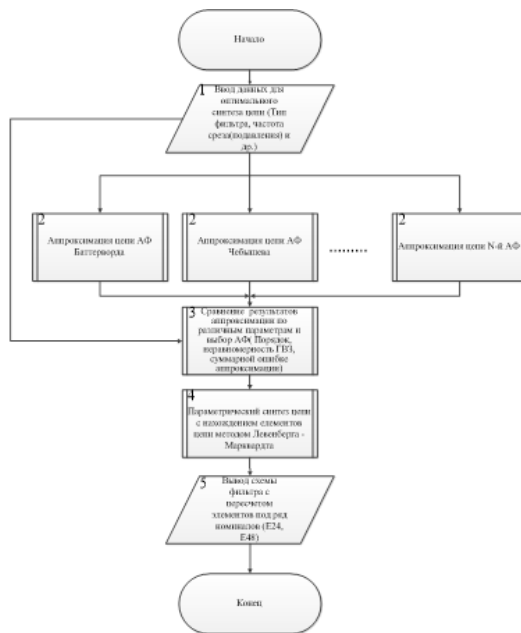 Начало
1
Ввод данных для
оптимального
синтеза цепи (Тип
фильтра, частота
среза(подавления) и
др.)
2
Аппроксимация цепи АФ
Баттерворда
2
Аппроксимация цепи АФ
Чебышева
.........
2
Аппроксимация цепи N-й АФ
3
Сравнение результатов
аппроксимации по
различным параметрам и
выбор АФ( Порядок,
неравномерность ГВЗ,
суммарной ошибке
аппроксимации)
4
Параметрический синтез цепи
с нахождением елементов
цепи методом Левенберга -
Марквардта
5
Вывод схемы
фильтра с
пересчетом
элементов под ряд
номиналов (E24,
E48)
Конец